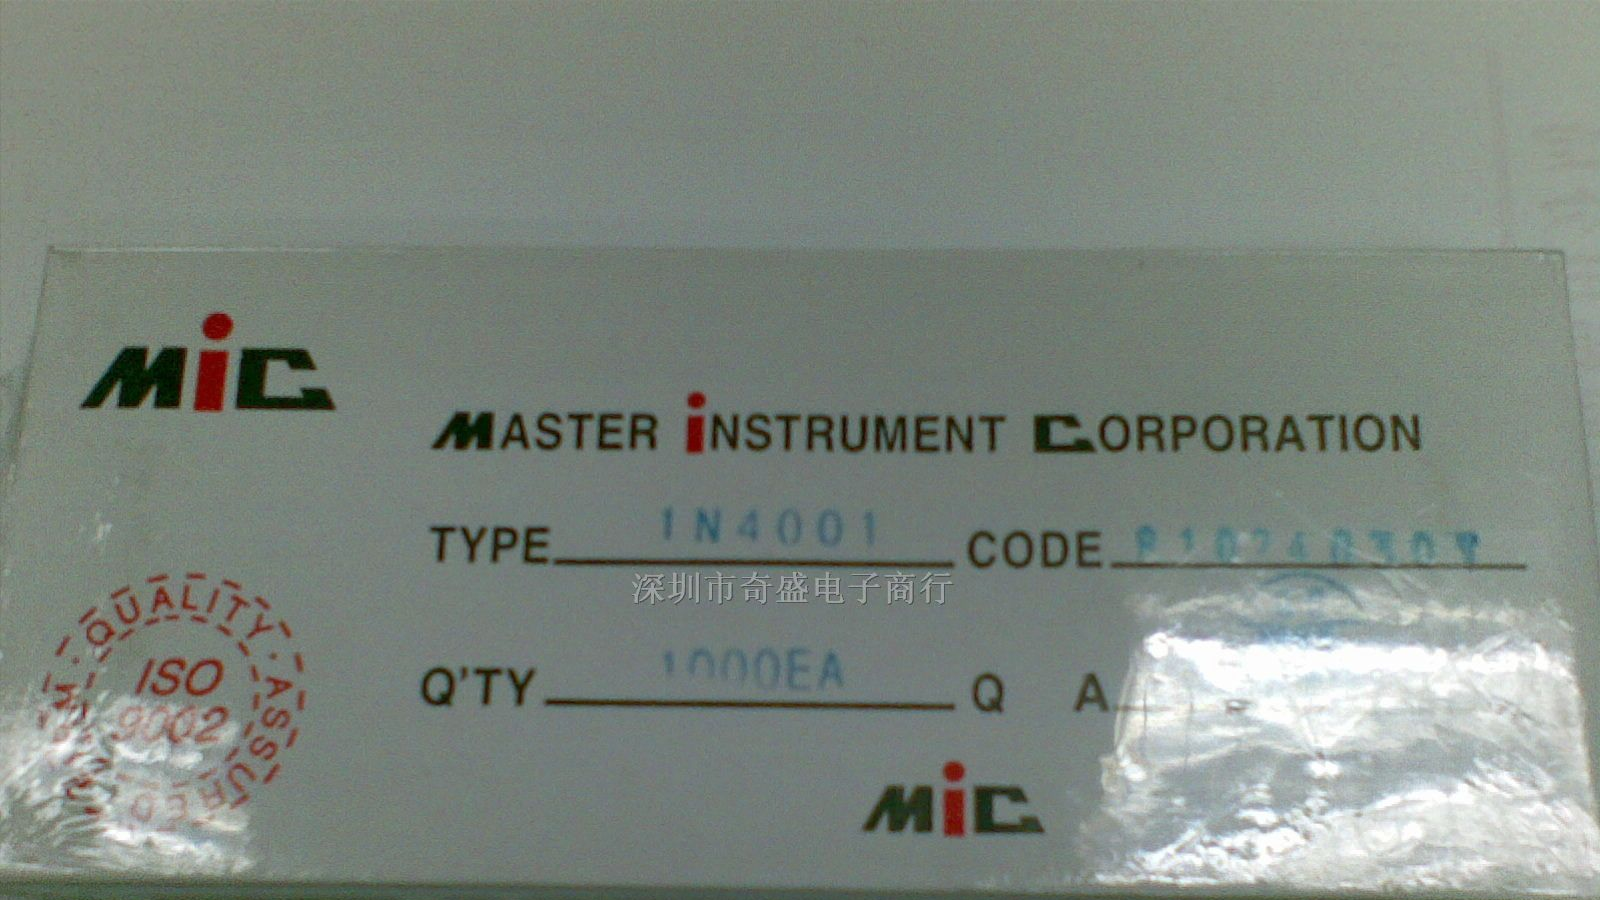 MiC
MASTER iNSTRUMENT CORPORATION
TYPE 1N4001 CODE
深圳市奇盛电子商行
Q'TY 1000EA Q A
QUALITY · ASSURED
ISO
9002
MiC